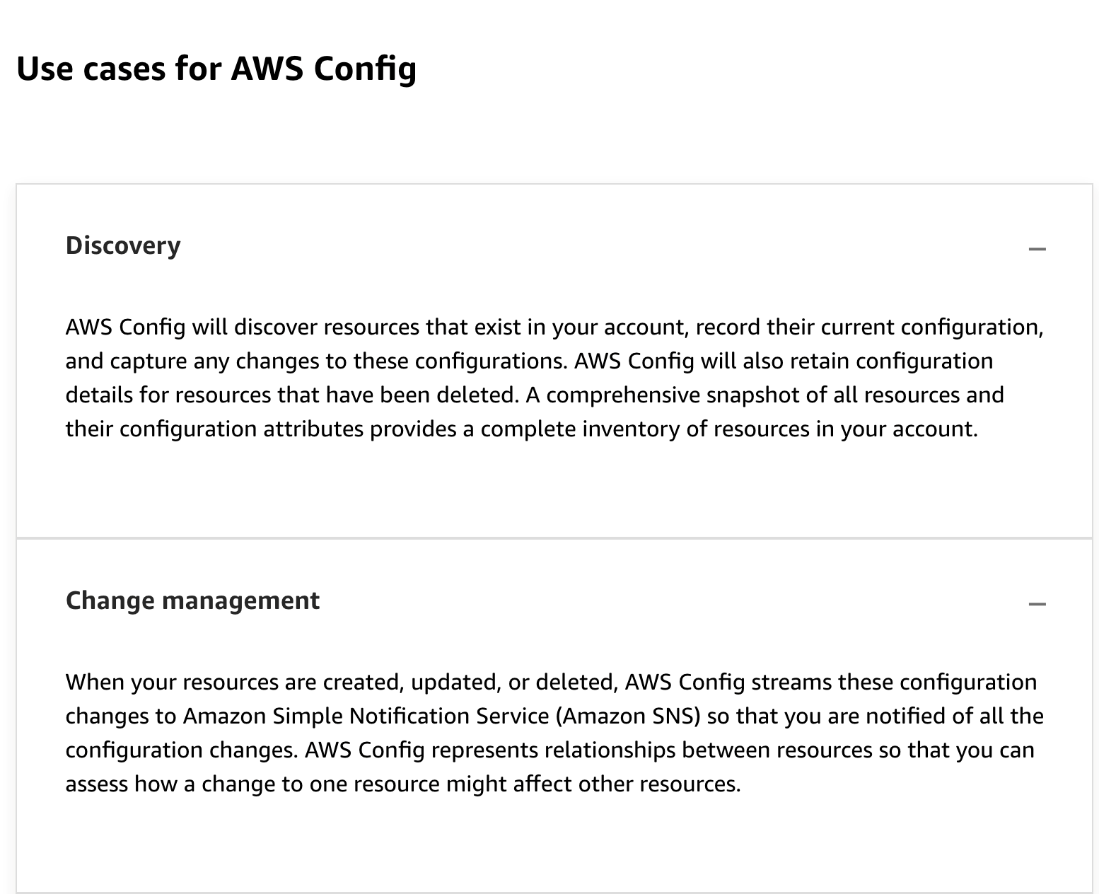 Use cases for AWS Config
Discovery
AWS Config will discover resources that exist in your account, record their current configuration,
and capture any changes to these configurations. AWS Config will also retain configuration
details for resources that have been deleted. A comprehensive snapshot of all resources and
their configuration attributes provides a complete inventory of resources in your account.
Change management
When your resources are created, updated, or deleted, AWS Config streams these configuration
changes to Amazon Simple Notification Service (Amazon SNS) so that you are notified of all the
configuration changes. AWS Config represents relationships between resources so that you can
assess how a change to one resource might affect other resources.